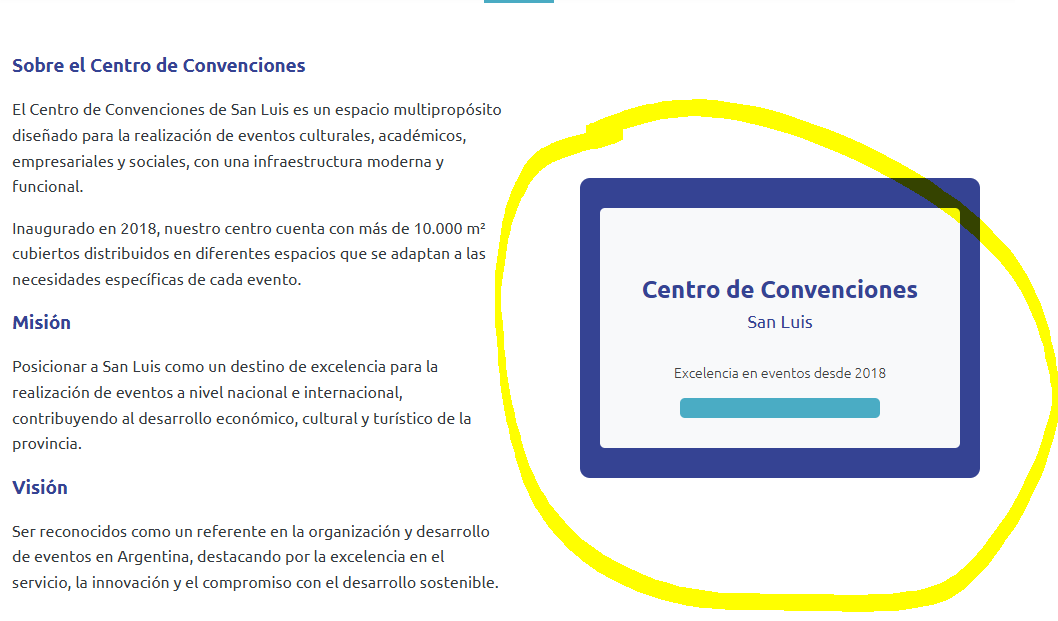 Sobre el Centro de Convenciones
El Centro de Convenciones de San Luis es un espacio multipropósito
diseñado para la realización de eventos culturales, académicos,
empresariales y sociales, con una infraestructura moderna y
funcional.
Inaugurado en 2018, nuestro centro cuenta con más de 10.000 m²
cubiertos distribuidos en diferentes espacios que se adaptan a las
necesidades específicas de cada evento.
Misión
Posicionar a San Luis como un destino de excelencia para la
realización de eventos a nivel nacional e internacional,
contribuyendo al desarrollo económico, cultural y turístico de la
provincia.
Visión
Ser reconocidos como un referente en la organización y desarrollo
de eventos en Argentina, destacando por la excelencia en el
servicio, la innovación y el compromiso con el desarrollo sostenible.
Centro de Convenciones
San Luis
Excelencia en eventos desde 2018